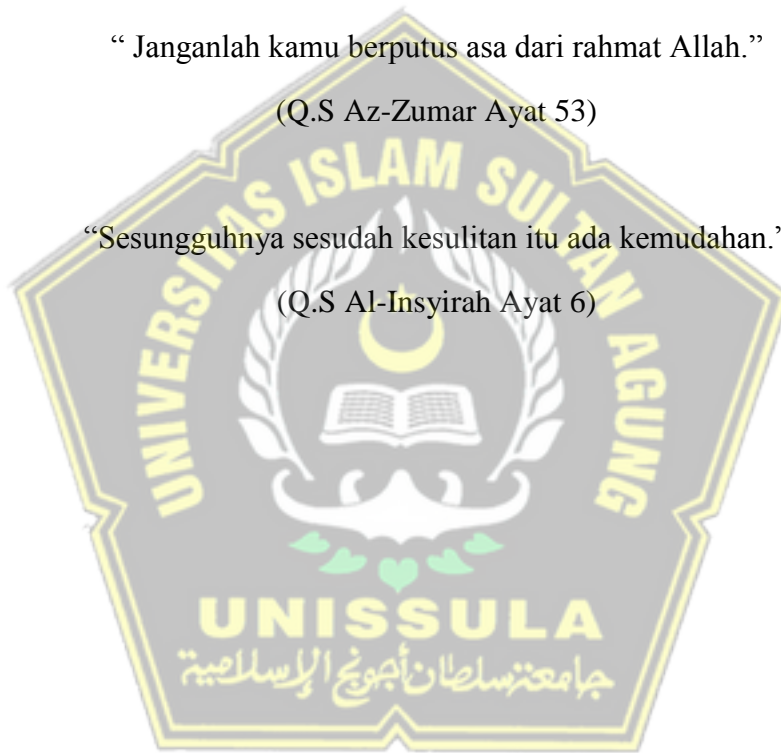 “ Janganlah kamu berputus asa dari rahmat Allah.”
(Q.S Az-Zumar Ayat 53)
UNIVERSITAS ISLAM SULTAN AGUNG
“Sesungguhnya sesudah kesulitan itu ada kemudahan.”
(Q.S Al-Insyirah Ayat 6)
UNISSULA
جامعة سلطان أجونج الإسلامية